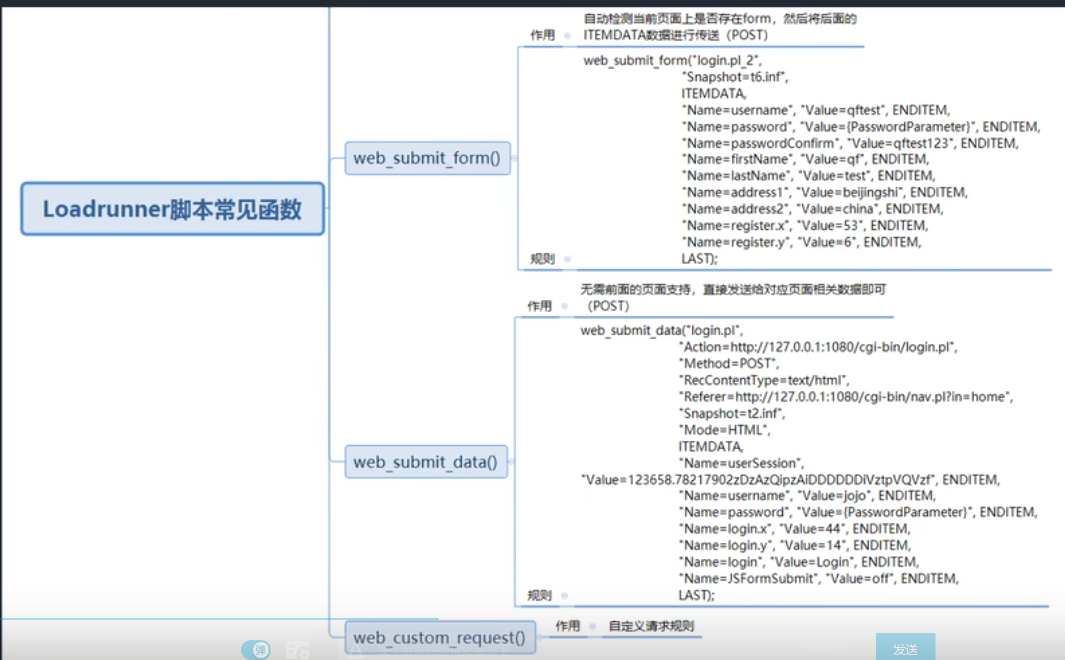 Loadrunner脚本常见函数
web_submit_form()
作用
自动检测当前页面上是否存在form，然后将后面的
ITEMDATA数据进行传送（POST）
规则
web_submit_form("login.pl_2",
"Snapshot=t6.inf",
ITEMDATA,
"Name=username", "Value=qftest", ENDITEM,
"Name=password", "Value={PasswordParameter}", ENDITEM,
"Name=passwordConfirm", "Value=qftest123", ENDITEM,
"Name=firstName", "Value=qf", ENDITEM,
"Name=lastName", "Value=test", ENDITEM,
"Name=address1", "Value=beijingshi", ENDITEM,
"Name=address2", "Value=china", ENDITEM,
"Name=register.x", "Value=53", ENDITEM,
"Name=register.y", "Value=6", ENDITEM,
LAST);
web_submit_data()
作用
无需前面的页面支持，直接发送给对应页面相关数据即可
（POST）
规则
web_submit_data("login.pl",
"Action=http://127.0.0.1:1080/cgi-bin/login.pl",
"Method=POST",
"RecContentType=text/html",
"Referer=http://127.0.0.1:1080/cgi-bin/nav.pl?in=home",
"Snapshot=t2.inf",
"Mode=HTML",
ITEMDATA,
"Name=userSession",
"Value=123658.78217902zDzAzQipzAiDDDDDDiVztpVQVzf", ENDITEM,
"Name=username", "Value=jojo", ENDITEM,
"Name=password", "Value={PasswordParameter}", ENDITEM,
"Name=login.x", "Value=44", ENDITEM,
"Name=login.y", "Value=14", ENDITEM,
"Name=login", "Value=Login", ENDITEM,
"Name=JSFormSubmit", "Value=off", ENDITEM,
LAST);
web_custom_request()
作用
自定义请求规则
弹
发送